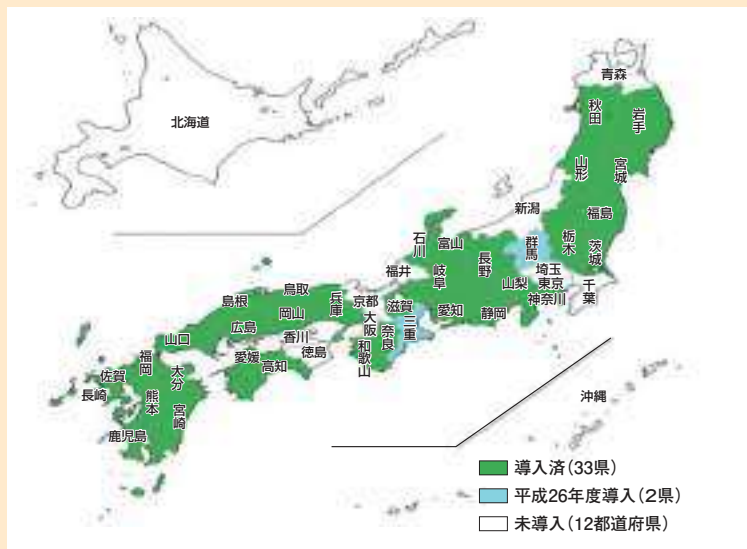 青森
秋田
岩手
北海道
山形
宮城
新潟
福島
石川
富山
群馬
栃木
茨城
長野
福井
岐阜
埼玉
山梨
東京
千葉
神奈川
鳥取
兵庫
京都
滋賀
島根
岡山
大阪
三重
愛知
静岡
広島
奈良
山口
香川
和歌山
徳島
福岡
愛媛
高知
大分
佐賀
長崎
熊本
宮崎
鹿児島
沖縄
導入済(33県)
平成26年度導入(2県)
未導入(12都道府県)